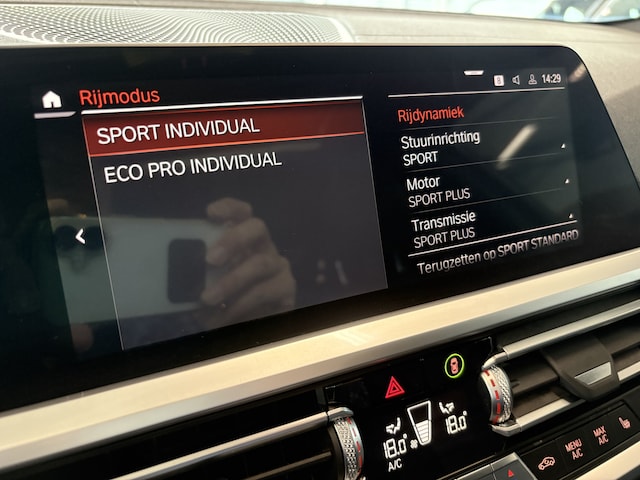 Rijmodus
8 14:29
SPORT INDIVIDUAL
ECO PRO INDIVIDUAL
Rijdynamiek
Stuurinrichting
SPORT
Motor
SPORT PLUS
Transmissie
SPORT PLUS
Terugzetten op SPORT STANDARD
18.0
A/C
18.0
MENU
A/C
MAX
A/C